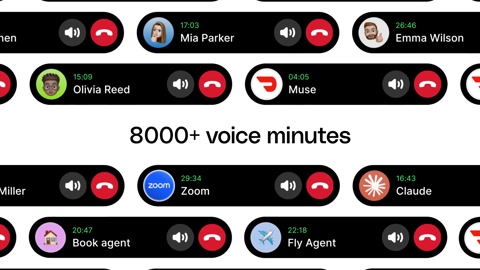 men
17:03
Mia Parker
26:46
Emma Wilson
15:09
Olivia Reed
04:05
Muse
8000+ voice minutes
Miller
zoom
29:34
Zoom
16:43
Claude
20:47
Book agent
22:18
Fly Agent